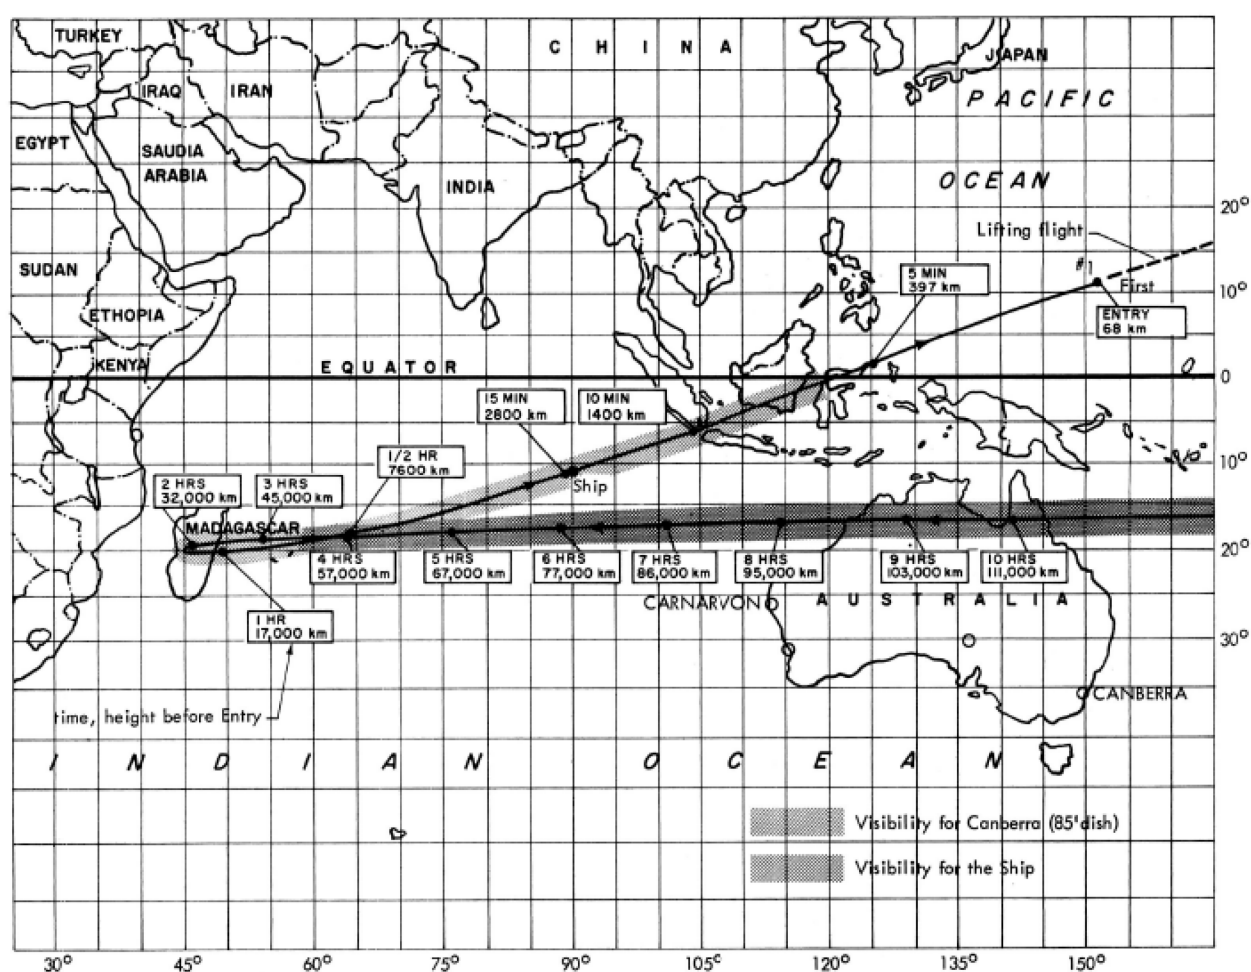 TURKEY
C H I N A
JAPAN
IRAQ
IRAN
PACIFIC
EGYPT
SAUDIA
ARABIA
INDIA
OCEAN
20°
Lifting flight
SUDAN
5 MIN
397 km
#1
First
10°
ETHOPIA
ENTRY
68 km
KENYA
EQUATOR
0
15 MIN
2800 km
10 MIN
1400 km
1/2 HR
7600 km
10°
2 HRS
32,000 km
3 HRS
45,000 km
Ship
MADAGASCAR
20°
4 HRS
57,000 km
5 HRS
67,000 km
6 HRS
77,000 km
7 HRS
86,000 km
8 HRS
95,000 km
9 HRS
103,000 km
10 HRS
111,000 km
CARNARVON
AUSTRALIA
1 HR
17,000 km
30°
CANBERRA
time, height before Entry
INDIAN OCEAN
Visibility for Canberra (85' dish)
Visibility for the Ship
30° 45° 60° 75° 90° 105° 120° 135° 150°